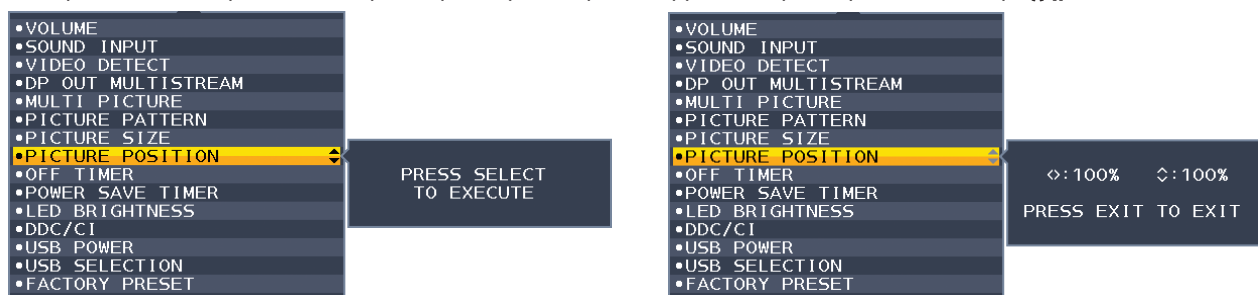 •VOLUME
•SOUND INPUT
•VIDEO DETECT
•DP OUT MULTISTREAM
•MULTI PICTURE
•PICTURE PATTERN
•PICTURE SIZE
•PICTURE POSITION
•OFF TIMER
•POWER SAVE TIMER
•LED BRIGHTNESS
•DDC/CI
•USB POWER
•USB SELECTION
•FACTORY PRESET
PRESS SELECT
TO EXECUTE
•VOLUME
•SOUND INPUT
•VIDEO DETECT
•DP OUT MULTISTREAM
•MULTI PICTURE
•PICTURE PATTERN
•PICTURE SIZE
•PICTURE POSITION
•OFF TIMER
•POWER SAVE TIMER
•LED BRIGHTNESS
•DDC/CI
•USB POWER
•USB SELECTION
•FACTORY PRESET
<>:100% ◊:100%
PRESS EXIT TO EXIT